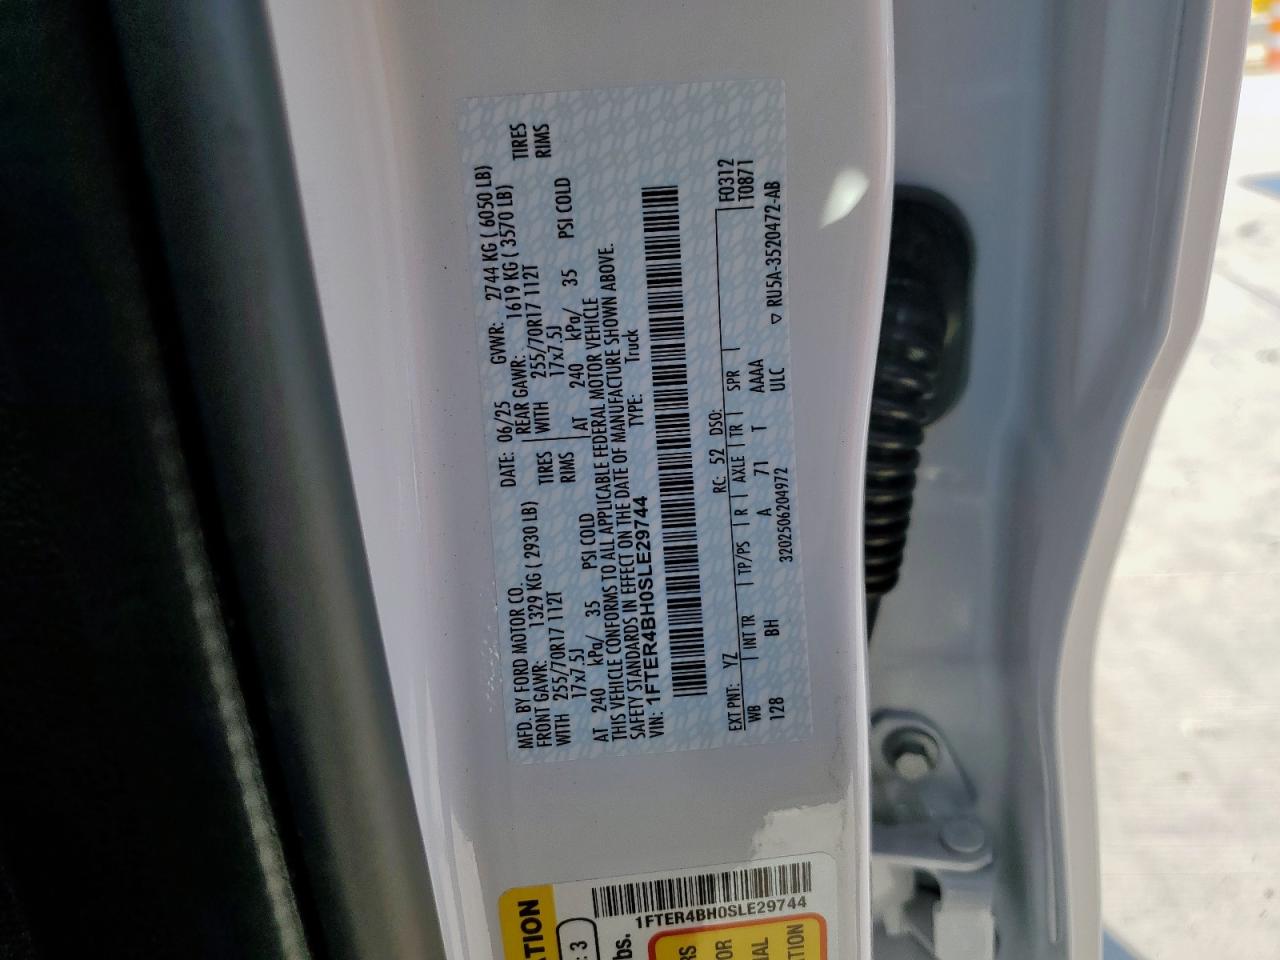 MFD. BY FORD MOTOR CO. DATE: 06/25 GVWR: 2744 KG ( 6050 LB)
FRONT GAWR: 1329 KG ( 2930 LB) REAR GAWR: 1619 KG ( 3570 LB)
WITH 255/70R17 112T TIRES WITH 255/70R17 112T TIRES
17x7.5J RIMS 17x7.5J RIMS
AT 240 kPa/ 35 PSI COLD AT 240 kPa/ 35 PSI COLD
THIS VEHICLE CONFORMS TO ALL APPLICABLE FEDERAL MOTOR VEHICLE
SAFETY STANDARDS IN EFFECT ON THE DATE OF MANUFACTURE SHOWN ABOVE.
VIN: 1FTER4BH0SLE29744 TYPE: Truck
F0312
T0871
EXT PNT: YZ RC: 52 DSO:
WB INT TR TP/PS R AXLE TR SPR
128 BH A 71 T AAAA
3202506204972 ULC ▽ RU5A-3520472-AB
1FTER4BH0SLE29744
: 3